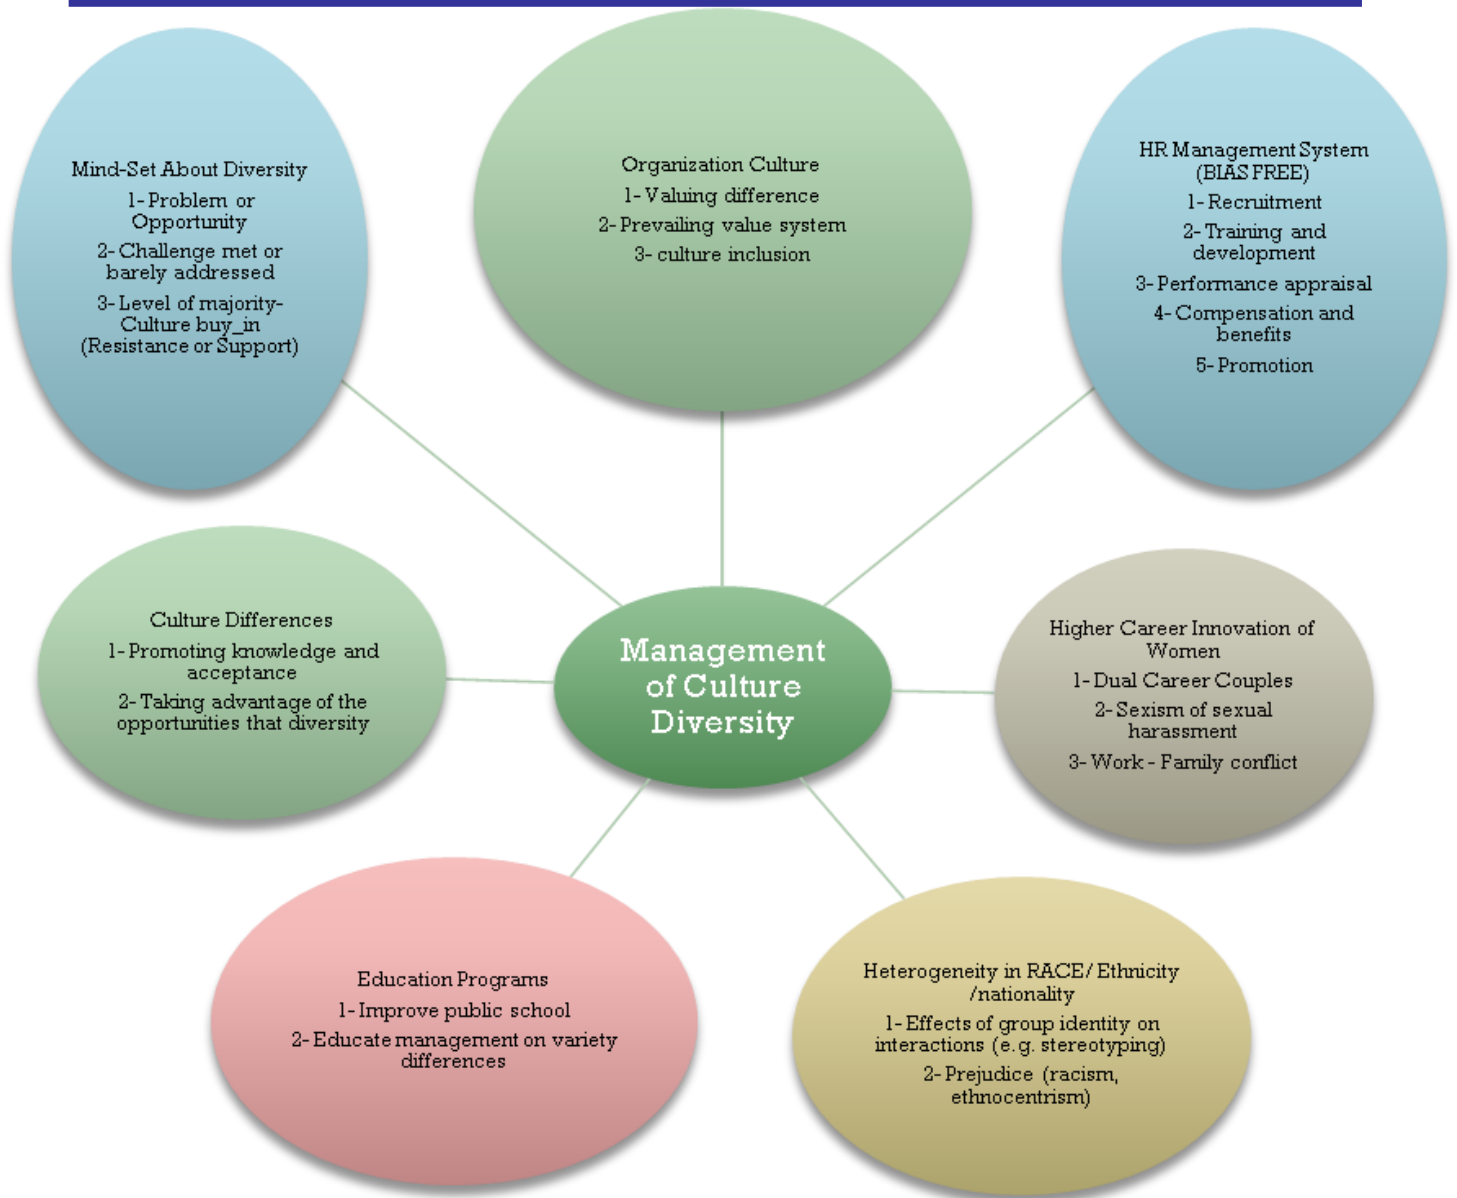 Mind-Set About Diversity
1- Problem or
Opportunity
2- Challenge met or
barely addressed
3- Level of majority-
Culture buy_in
(Resistance or Support)
Organization Culture
1- Valuing difference
2- Prevailing value system
3- culture inclusion
HR Management System
(BIAS FREE)
1- Recruitment
2- Training and
development
3- Performance appraisal
4- Compensation and
benefits
5- Promotion
Culture Differences
1- Promoting knowledge and
acceptance
2- Taking advantage of the
opportunities that diversity
Management
of Culture
Diversity
Higher Career Innovation of
Women
1- Dual Career Couples
2- Sexism of sexual
harassment
3- Work - Family conflict
Education Programs
1- Improve public school
2- Educate management on variety
differences
Heterogeneity in RACE/ Ethnicity
/nationality
1- Effects of group identity on
interactions (e.g. stereotyping)
2- Prejudice (racism,
ethnocentrism)